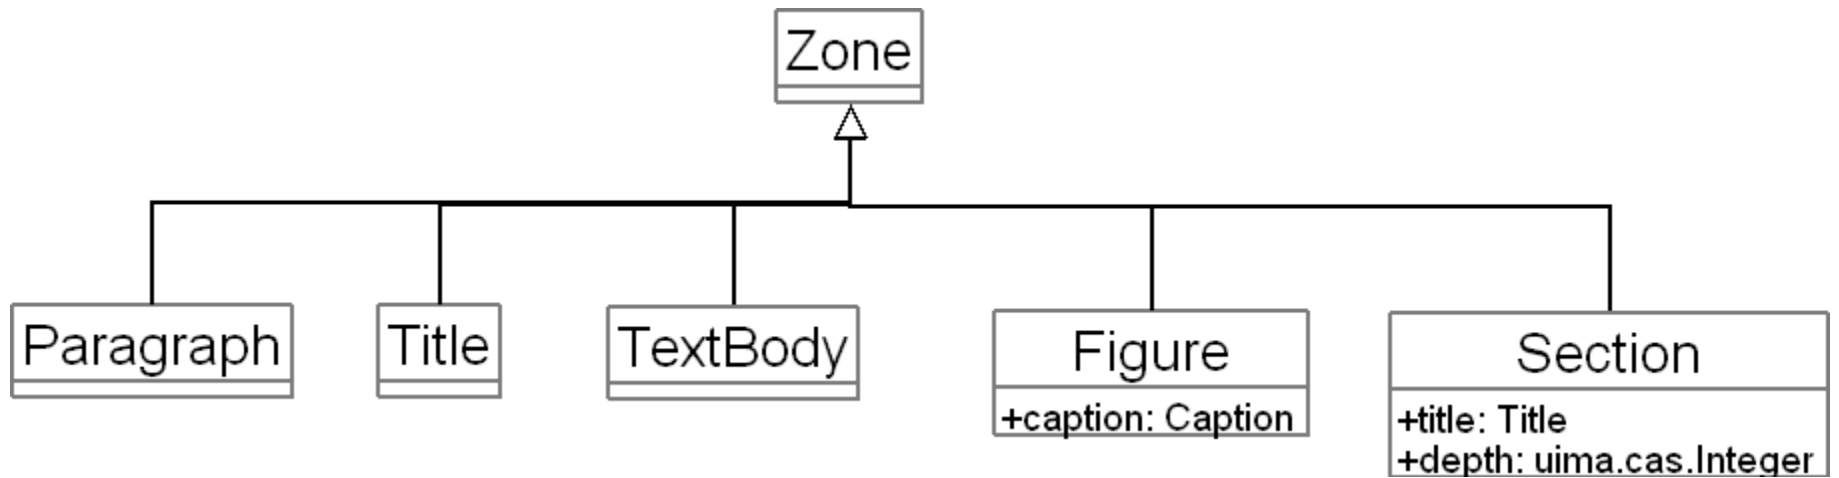 Zone
Paragraph
Title
TextBody
Figure
+caption: Caption
Section
+title: Title
+depth: uima.cas.Integer